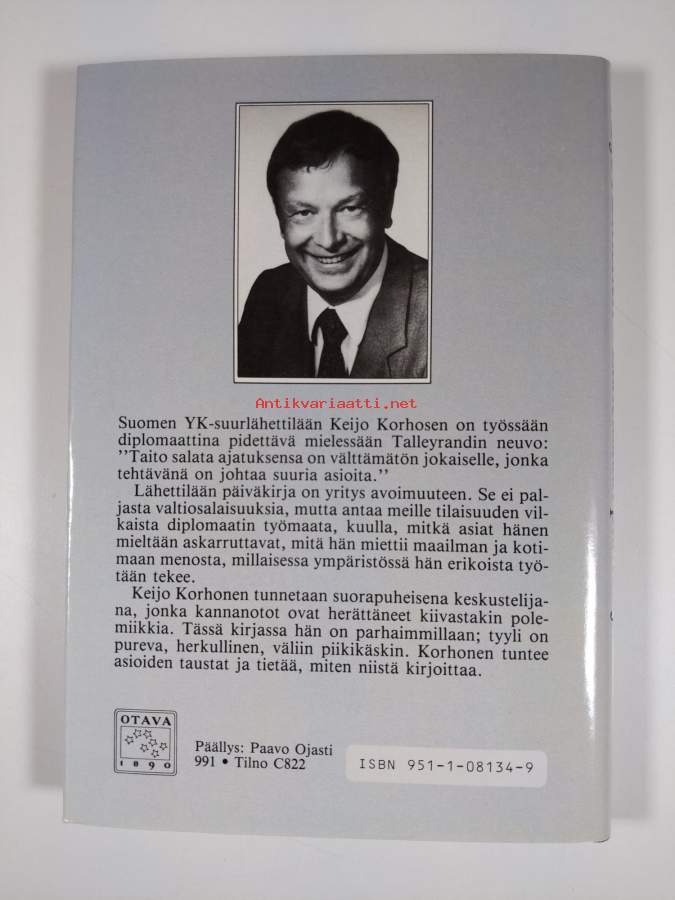 Antikvariaatti.net
Suomen YK-suurlähettilään Keijo Korhosen on työssään
diplomaattina pidettävä mielessään Talleyrandin neuvo:
''Taito salata ajatuksensa on välttämätön jokaiselle, jonka
tehtävänä on johtaa suuria asioita.''
Lähettilään päiväkirja on yritys avoimuuteen. Se ei pal-
jasta valtiosalaisuuksia, mutta antaa meille tilaisuuden vil-
kaista diplomaatin työmaata, kuulla, mitkä asiat hänen
mieltään askarruttavat, mitä hän miettii maailman ja koti-
maan menosta, millaisessa ympäristössä hän erikoista työ-
tään tekee.
Keijo Korhonen tunnetaan suorapuheisena keskustelija-
na, jonka kannanotot ovat herättäneet kiivastakin pole-
miikkia. Tässä kirjassa hän on parhaimmillaan; tyyli on
pureva, herkullinen, väliin piikikäskin. Korhonen tuntee
asioiden taustat ja tietää, miten niistä kirjoittaa.
OTAVA
1890
Päällys: Paavo Ojasti
991 • Tilno C822
ISBN 951-1-08134-9